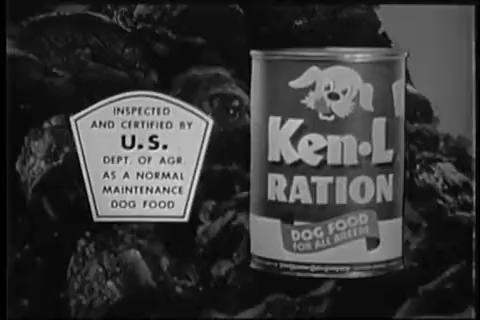 INSPECTED
AND CERTIFIED BY
U.S.
DEPT. OF AGR.
AS A NORMAL
MAINTENANCE
DOG FOOD
Ken·L
RATION
DOG FOOD
FOR ALL BREEDS